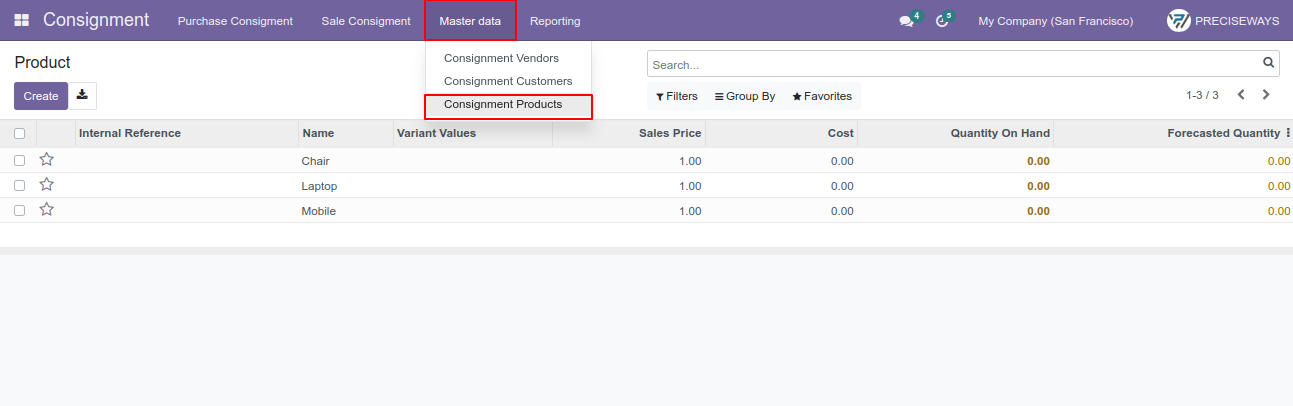 Consignment Purchase Consigment Sale Consigment Master data Reporting 4 5 My Company (San Francisco) PRECISEWAYS
Consignment Vendors
Consignment Customers
Consignment Products
Product
Search...
Create
Filters Group By Favorites 1-3 / 3
Internal Reference Name Variant Values Sales Price Cost Quantity On Hand Forecasted Quantity
Chair 1.00 0.00 0.00 0.00
Laptop 1.00 0.00 0.00 0.00
Mobile 1.00 0.00 0.00 0.00